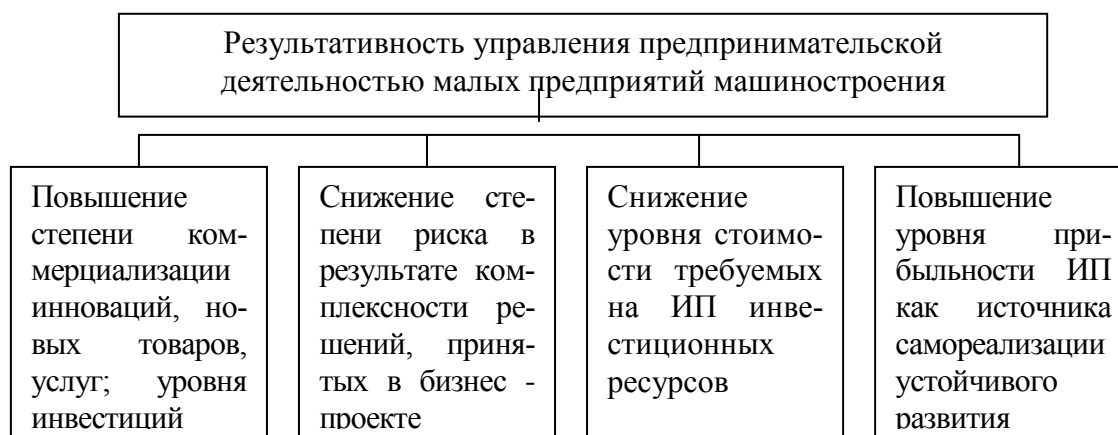 Результативность управления предпринимательской
деятельностью малых предприятий машиностроения
Повышение
степени ком-
мерциализации
инноваций, но-
вых товаров,
услуг; уровня
инвестиций
Снижение сте-
пени риска в
результате ком-
плексности ре-
шений, приня-
тых в бизнес -
проекте
Снижение
уровня стоимо-
сти требуемых
на ИП инве-
стиционных
ресурсов
Повышение
уровня при-
быльности ИП
как источника
самореализации
устойчивого
развития